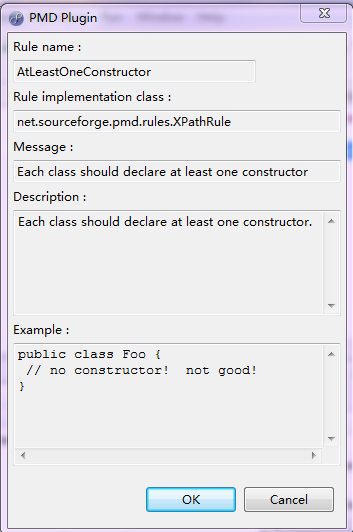 PMD Plugin
Rule name :
AtLeastOneConstructor
Rule implementation class :
net.sourceforge.pmd.rules.XPathRule
Message :
Each class should declare at least one constructor
Description :
Each class should declare at least one constructor.
Example :
public class Foo {
 // no constructor!  not good!
}
OK Cancel